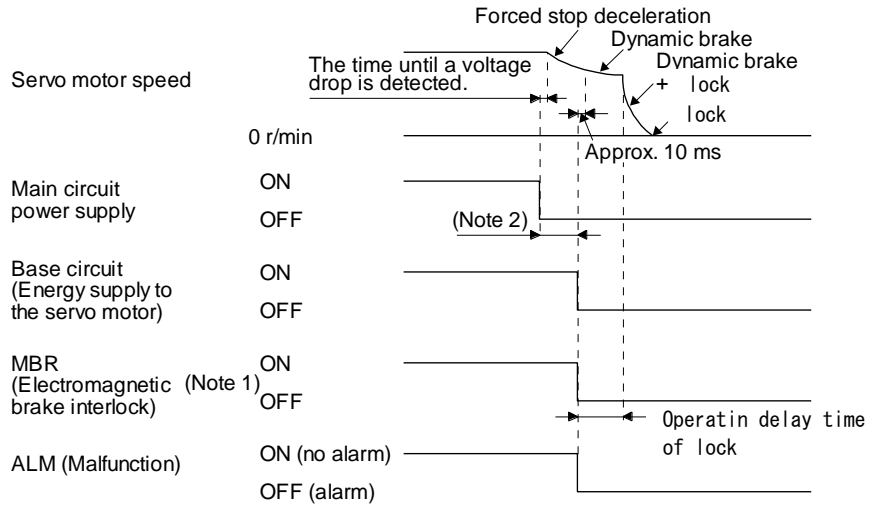 Forced stop deceleration
Dynamic brake
Dynamic brake
+ lock
lock
The time until a voltage
drop is detected.
Servo motor speed
0 r/min
Approx. 10 ms
Main circuit
power supply
ON
OFF
(Note 2)
Base circuit
(Energy supply to
the servo motor)
ON
OFF
MBR
(Electromagnetic
brake interlock)
(Note 1)
ON
OFF
Operatin delay time
of lock
ALM (Malfunction)
ON (no alarm)
OFF (alarm)